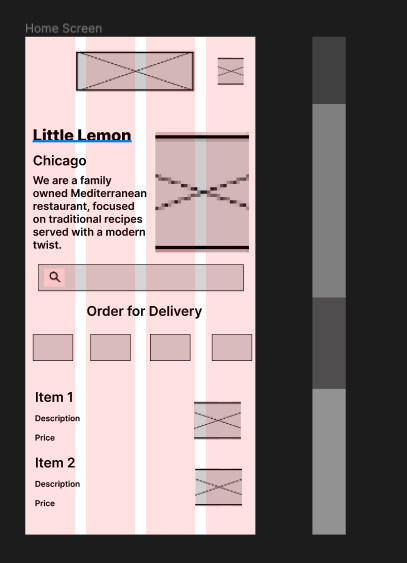 Home Screen
Little Lemon
Chicago
We are a family
owned Mediterranean
restaurant, focused
on traditional recipes
served with a modern
twist.
Order for Delivery
Item 1
Description
Price
Item 2
Description
Price